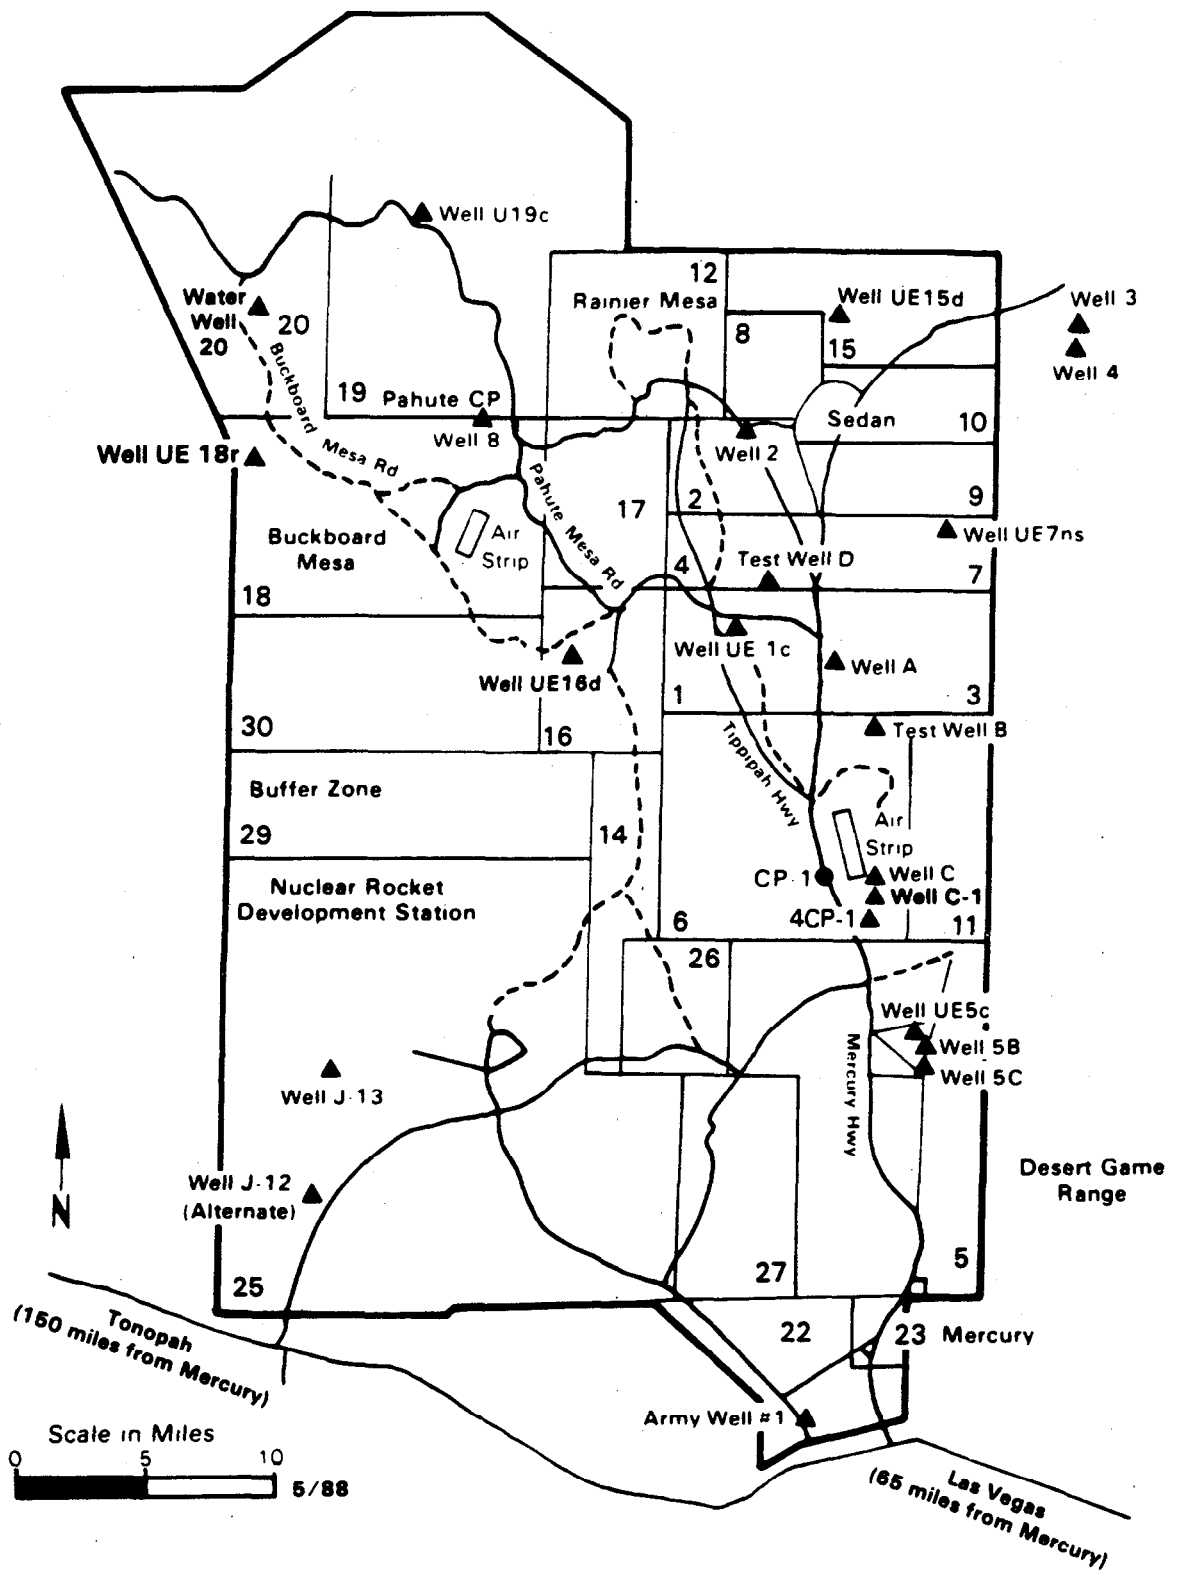 Well U19c
12
Rainier Mesa
Well UE15d
Well 3
Water
Well
20
20
8
15
Well 4
Buckboard Mesa Rd
19
Pahute CP
Well 8
Sedan
10
Well UE 18r
Well 2
Pahute Mesa Rd
17
2
9
Buckboard
Mesa
Air
Strip
Well UE7ns
4
Test Well D
7
18
Well UE 1c
Well A
Well UE16d
1
3
30
16
Test Well B
Tippipah Hwy
Buffer Zone
29
14
Air
Strip
Nuclear Rocket
Development Station
CP-1
Well C
Well C-1
4CP-1
6
11
26
Well UE5c
Well 5B
Well 5C
Mercury Hwy
Well J-13
Desert Game
Range
Well J-12
(Alternate)
N
25
27
5
Tonopah
(150 miles from Mercury)
22
23 Mercury
Army Well #1
Scale in Miles
0 5 10
5/88
Las Vegas
(65 miles from Mercury)